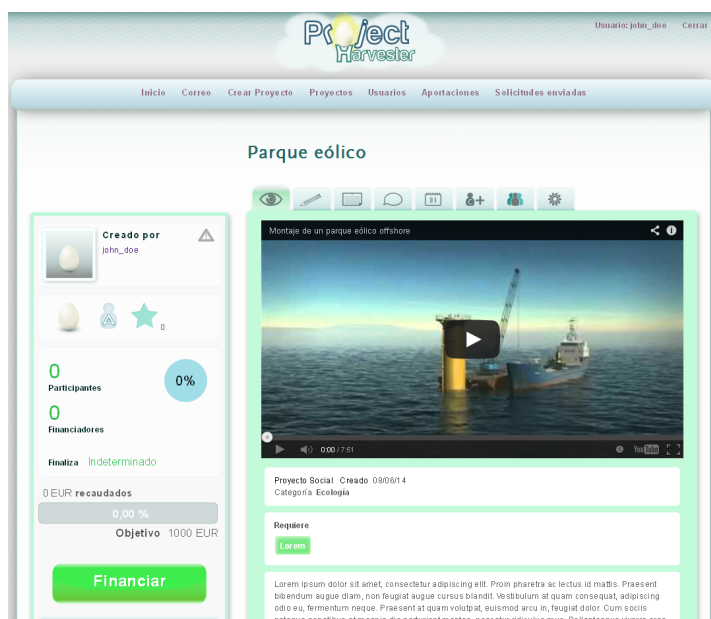 Usuario: john_doe Cerrar
Project
Harvester
Inicio Correo Crear Proyecto Proyectos Usuarios Aportaciones Solicitudes enviadas
Parque eólico
31
Creado por
john_doe
0
0
Participantes
0%
0
Financiadores
Finaliza Indeterminado
0 EUR recaudados
0,00 %
Objetivo 1000 EUR
Financiar
Montaje de un parque eólico offshore
0:00 / 7:51
YouTube
Proyecto Social Creado 08/06/14
Categoría Ecología
Requiere
Lorem
Lorem ipsum dolor sit amet, consectetur adipiscing elit. Proin pharetra ac lectus id mattis. Praesent
bibendum augue diam, non feugiat augue cursus blandit. Vestibulum at quam consequat, adipiscing
odio eu, fermentum neque. Praesent at quam volutpat, euismod arcu in, feugiat dolor. Cum sociis